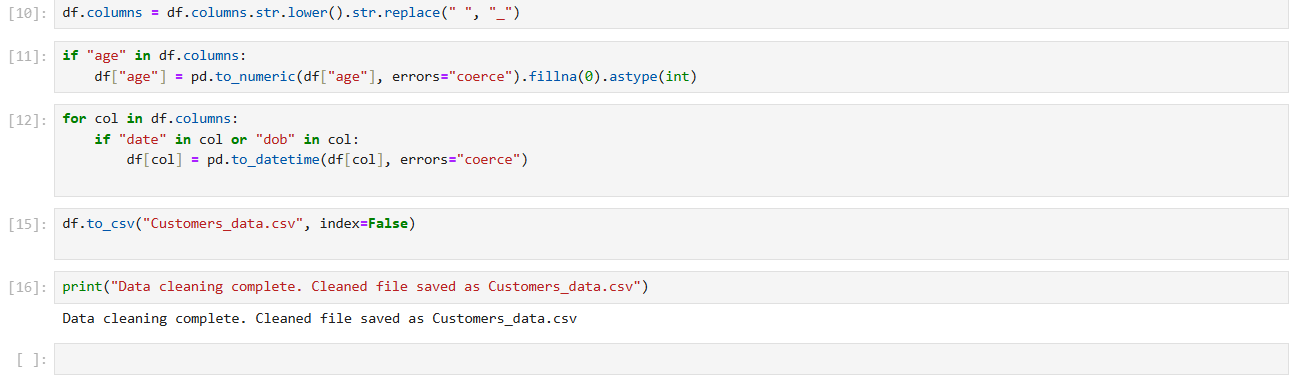 [10]: df.columns = df.columns.str.lower().str.replace(" ", "_")
[11]: if "age" in df.columns:
    df["age"] = pd.to_numeric(df["age"], errors="coerce").fillna(0).astype(int)
[12]: for col in df.columns:
    if "date" in col or "dob" in col:
        df[col] = pd.to_datetime(df[col], errors="coerce")
[15]: df.to_csv("Customers_data.csv", index=False)
[16]: print("Data cleaning complete. Cleaned file saved as Customers_data.csv")
Data cleaning complete. Cleaned file saved as Customers_data.csv
[ ]: